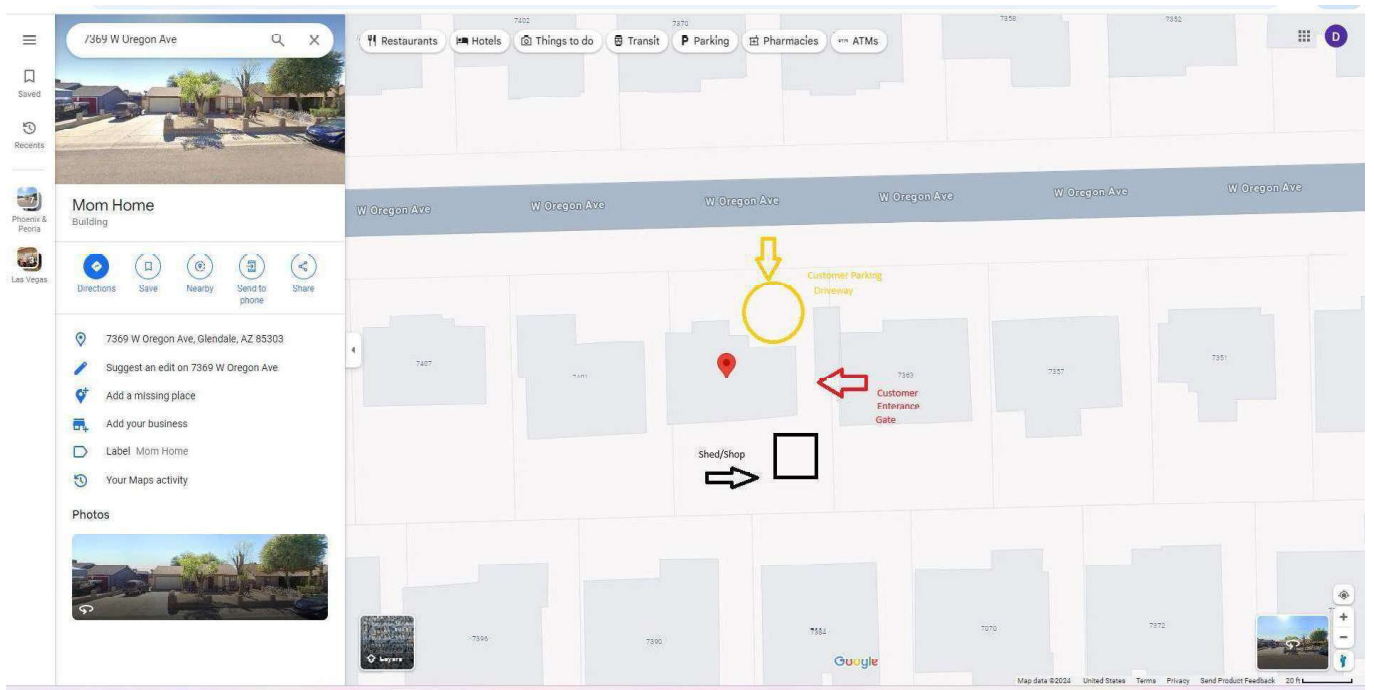 7369 W Oregon Ave
Restaurants
Hotels
Things to do
Transit
Parking
Pharmacies
ATMs
D
Saved
Recents
Phoenix &
Peoria
Las Vegas
Mom Home
Building
Directions
Save
Nearby
Send to
phone
Share
7369 W Oregon Ave, Glendale, AZ 85303
Suggest an edit on 7369 W Oregon Ave
Add a missing place
Add your business
Label Mom Home
Your Maps activity
Photos
7402
7370
7358
7352
W Oregon Ave
W Oregon Ave
W Oregon Ave
W Oregon Ave
W Oregon Ave
W Oregon Ave
Customer Parking
Driveway
7407
7363
7357
7351
Customer
Enterance
Gate
Shed/Shop
7396
7390
7384
7372
Layers
Google
Map data ©2024 United States Terms Privacy Send Product Feedback 20 ft